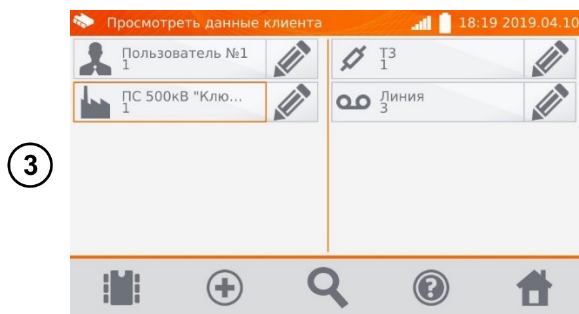 Просмотреть данные клиента 18:19 2019.04.10
Пользователь №1
1
ПС 500кВ "Клю...
1
Т3
1
Линия
3
3